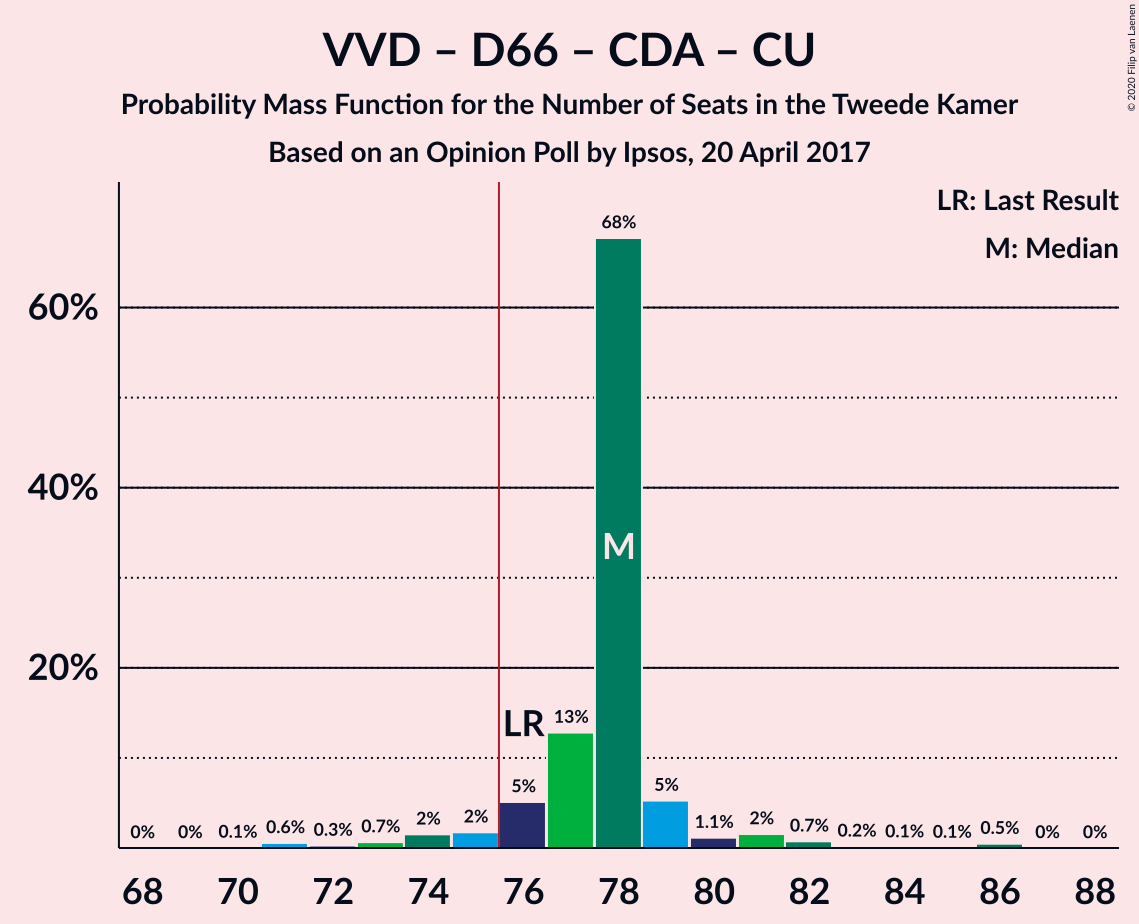 VVD – D66 – CDA – CU
Probability Mass Function for the Number of Seats in the Tweede Kamer
Based on an Opinion Poll by Ipsos, 20 April 2017
© 2020 Filip van Laenen
LR: Last Result
M: Median
60%
40%
20%
0% 0% 0.1% 0.6% 0.3% 0.7% 2% 2% 5% 13% 68% 5% 1.1% 2% 0.7% 0.2% 0.1% 0.1% 0.5% 0% 0%
LR
M
68 70 72 74 76 78 80 82 84 86 88